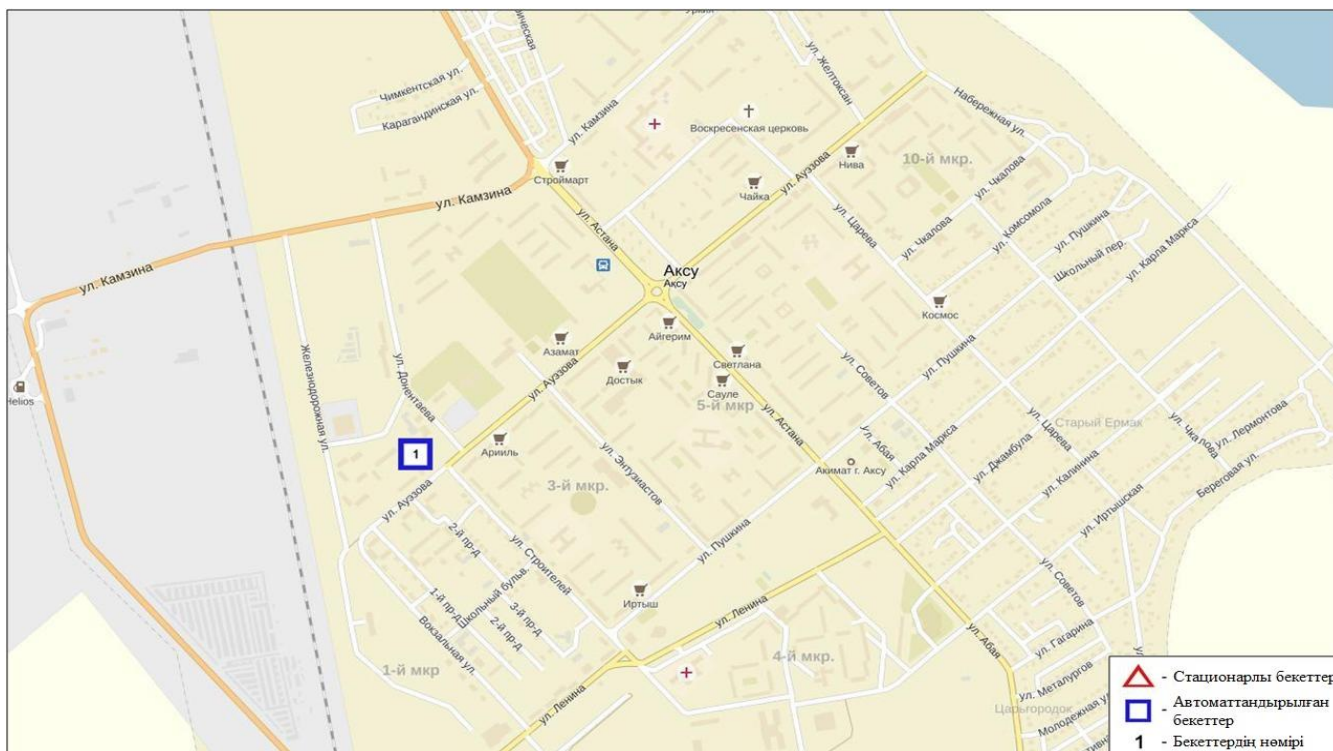 Чимкентская ул.
Карагандинская ул.
ул. Камзина
ул. Желтоксан
Набережная ул.
Воскресенская церковь
Строймарт
Нива
10-й мкр.
Чайка
ул. Ауэзова
ул. Чкалова
ул. Камзина
ул. Астана
ул. Царева
ул. Чкалова
ул. Комсомола
ул. Пушкина
Школьный пер.
ул. Карла Маркса
ул. Камзина
Аксу
Ақсу
Космос
Айгерим
Азамат
Светлана
Достык
Сауле
5-й мкр
ул. Советов
ул. Пушкина
Helios
Железнодорожная ул.
ул. Донентаева
ул. Ауэзова
ул. Астана
ул. Абая
ул. Карла Маркса
ул. Царева
Старый Ермак
ул. Чкалова
ул. Лермонтова
Береговая ул.
1
Арииль
ул. Энтузиастов
Акимат г. Аксу
ул. Джамбула
ул. Калинина
ул. Иртышская
ул. Ауэзова
3-й мкр.
2-й пр-д
ул. Строителей
ул. Пушкина
1-й пр-д
Школьный бульв.
3-й пр-д
2-й пр-д
Вокзальная ул.
Иртыш
ул. Ленина
ул. Советов
1-й мкр
4-й мкр.
ул. Абая
ул. Гагарина
ул. Металургов
ул. Ленина
Царьгородок
Молодежная ул.
- Стационарлы бекеттер
- Автоматтандырылған
бекеттер
1 - Бекеттердің нөмірі